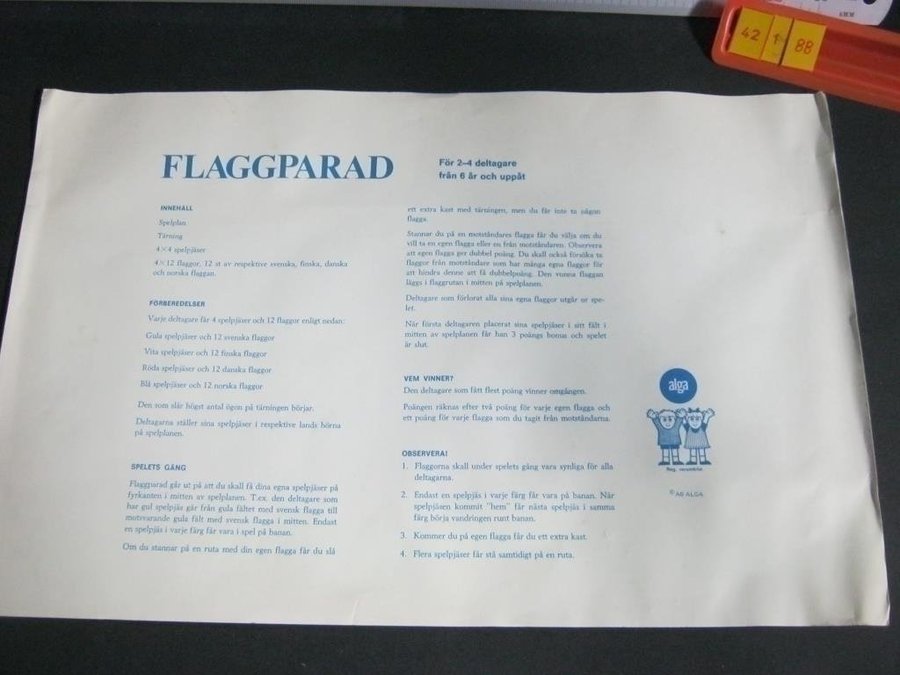 42 1 88
FLAGGPARAD
För 2–4 deltagare
från 6 år och uppåt
INNEHÅLL
Spelplan
Tärning
4×4 spelpjäser
4×12 flaggor, 12 st av respektive svenska, finska, danska
och norska flaggan.
FÖRBEREDELSER
Varje deltagare får 4 spelpjäser och 12 flaggor enligt nedan:
Gula spelpjäser och 12 svenska flaggor
Vita spelpjäser och 12 finska flaggor
Röda spelpjäser och 12 danska flaggor
Blå spelpjäser och 12 norska flaggor
Den som slår högst antal ögon på tärningen börjar.
Deltagarna ställer sina spelpjäser i respektive lands hörna
på spelplanen.
SPELETS GÅNG
Flaggparad går ut på att du skall få dina egna spelpjäser på
fyrkanten i mitten av spelplanen. T.ex. den deltagare som
har gul spelpjäs går från gula fältet med svensk flagga till
motsvarande gula fält med svensk flagga i mitten. Endast
en spelpjäs i varje färg får vara i spel på banan.
Om du stannar på en ruta med din egen flagga får du slå
ett extra kast med tärningen, men du får inte ta någon
flagga.
Stannar du på en motståndares flagga får du välja om du
vill ta en egen flagga eller en från motståndaren. Observera
att egen flagga ger dubbel poäng. Du skall också försöka ta
flaggor från motståndare som har många egna flaggor för
att hindra denne att få dubbelpoäng. Den vunna flaggan
läggs i flaggrutan i mitten på spelplanen.
Deltagare som förlorat alla sina egna flaggor utgår ur spe-
let.
När första deltagaren placerat sina spelpjäser i sitt fält i
mitten av spelplanen får han 3 poängs bonus och spelet
är slut.
VEM VINNER?
Den deltagare som fått flest poäng vinner omgången.
Poängen räknas efter två poäng för varje egen flagga och
ett poäng för varje flagga som du tagit från motståndarna.
OBSERVERA!
1. Flaggorna skall under spelets gång vara synliga för alla
deltagarna.
2. Endast en spelpjäs i varje färg får vara på banan. När
spelpjäsen kommit "hem" får nästa spelpjäs i samma
färg börja vandringen runt banan.
3. Kommer du på egen flagga får du ett extra kast.
4. Flera spelpjäser får stå samtidigt på en ruta.
alga
Reg. varumärke
© AB ALGA